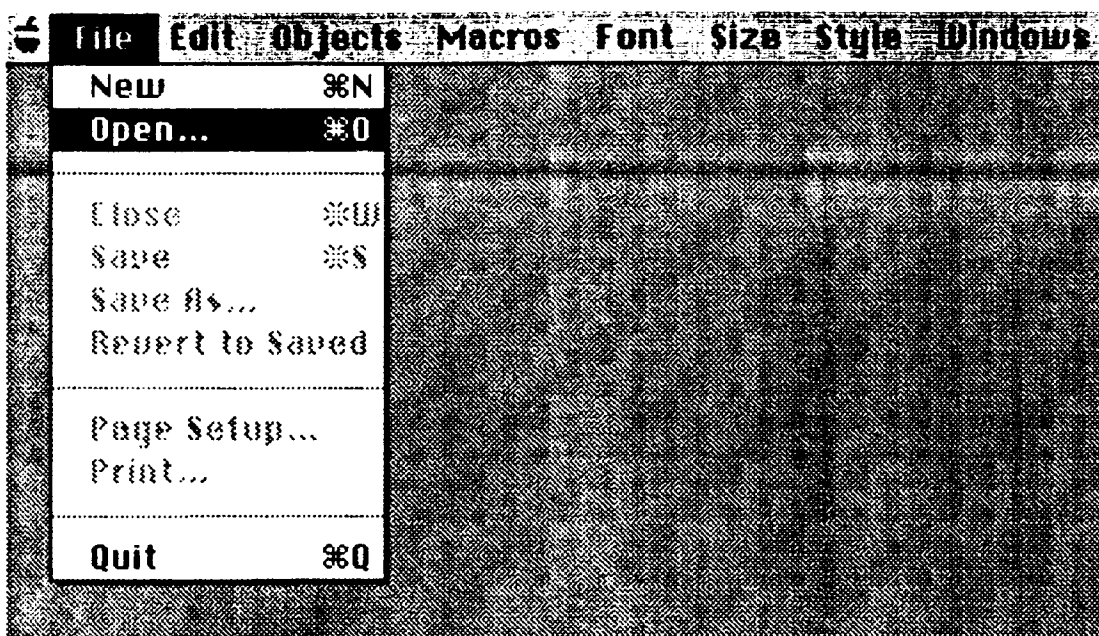 File Edit Objects Macros Font Size Style Windows
New ⌘N
Open... ⌘O
Close ⌘W
Save ⌘S
Save As...
Revert to Saved
Page Setup...
Print...
Quit ⌘Q